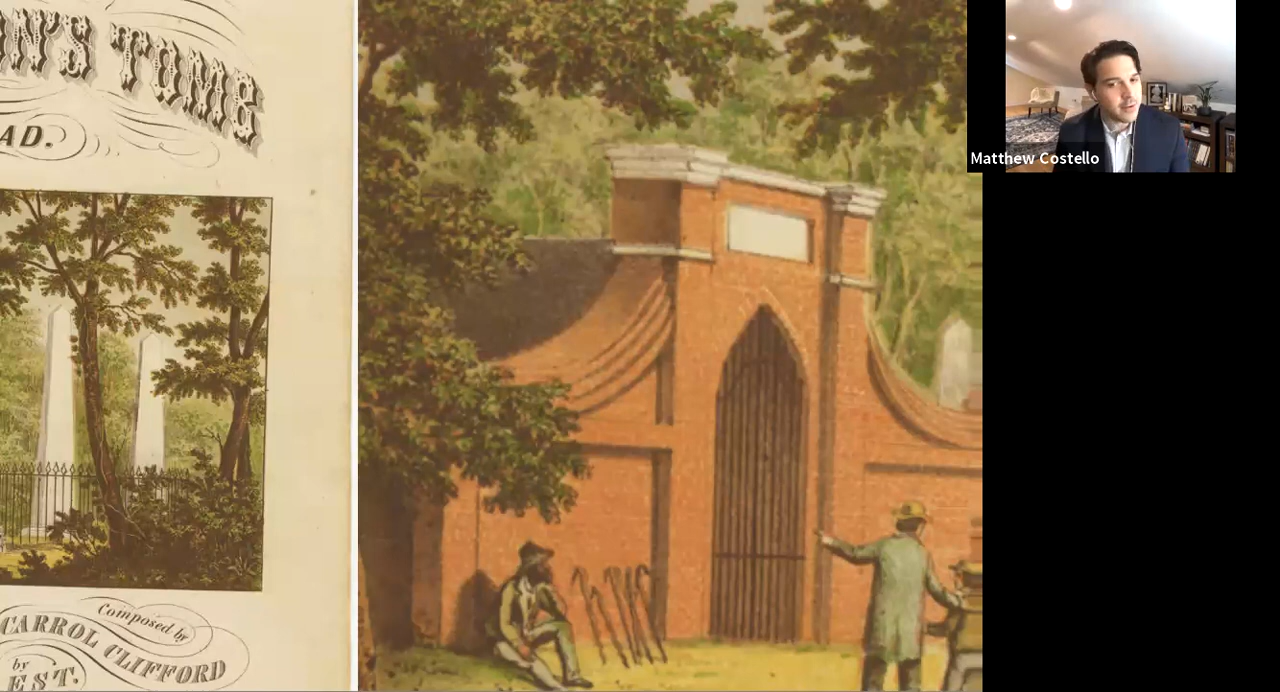 N'S TOMB
AD.
Composed by
CARROL CLIFFORD
by
EST.
Matthew Costello